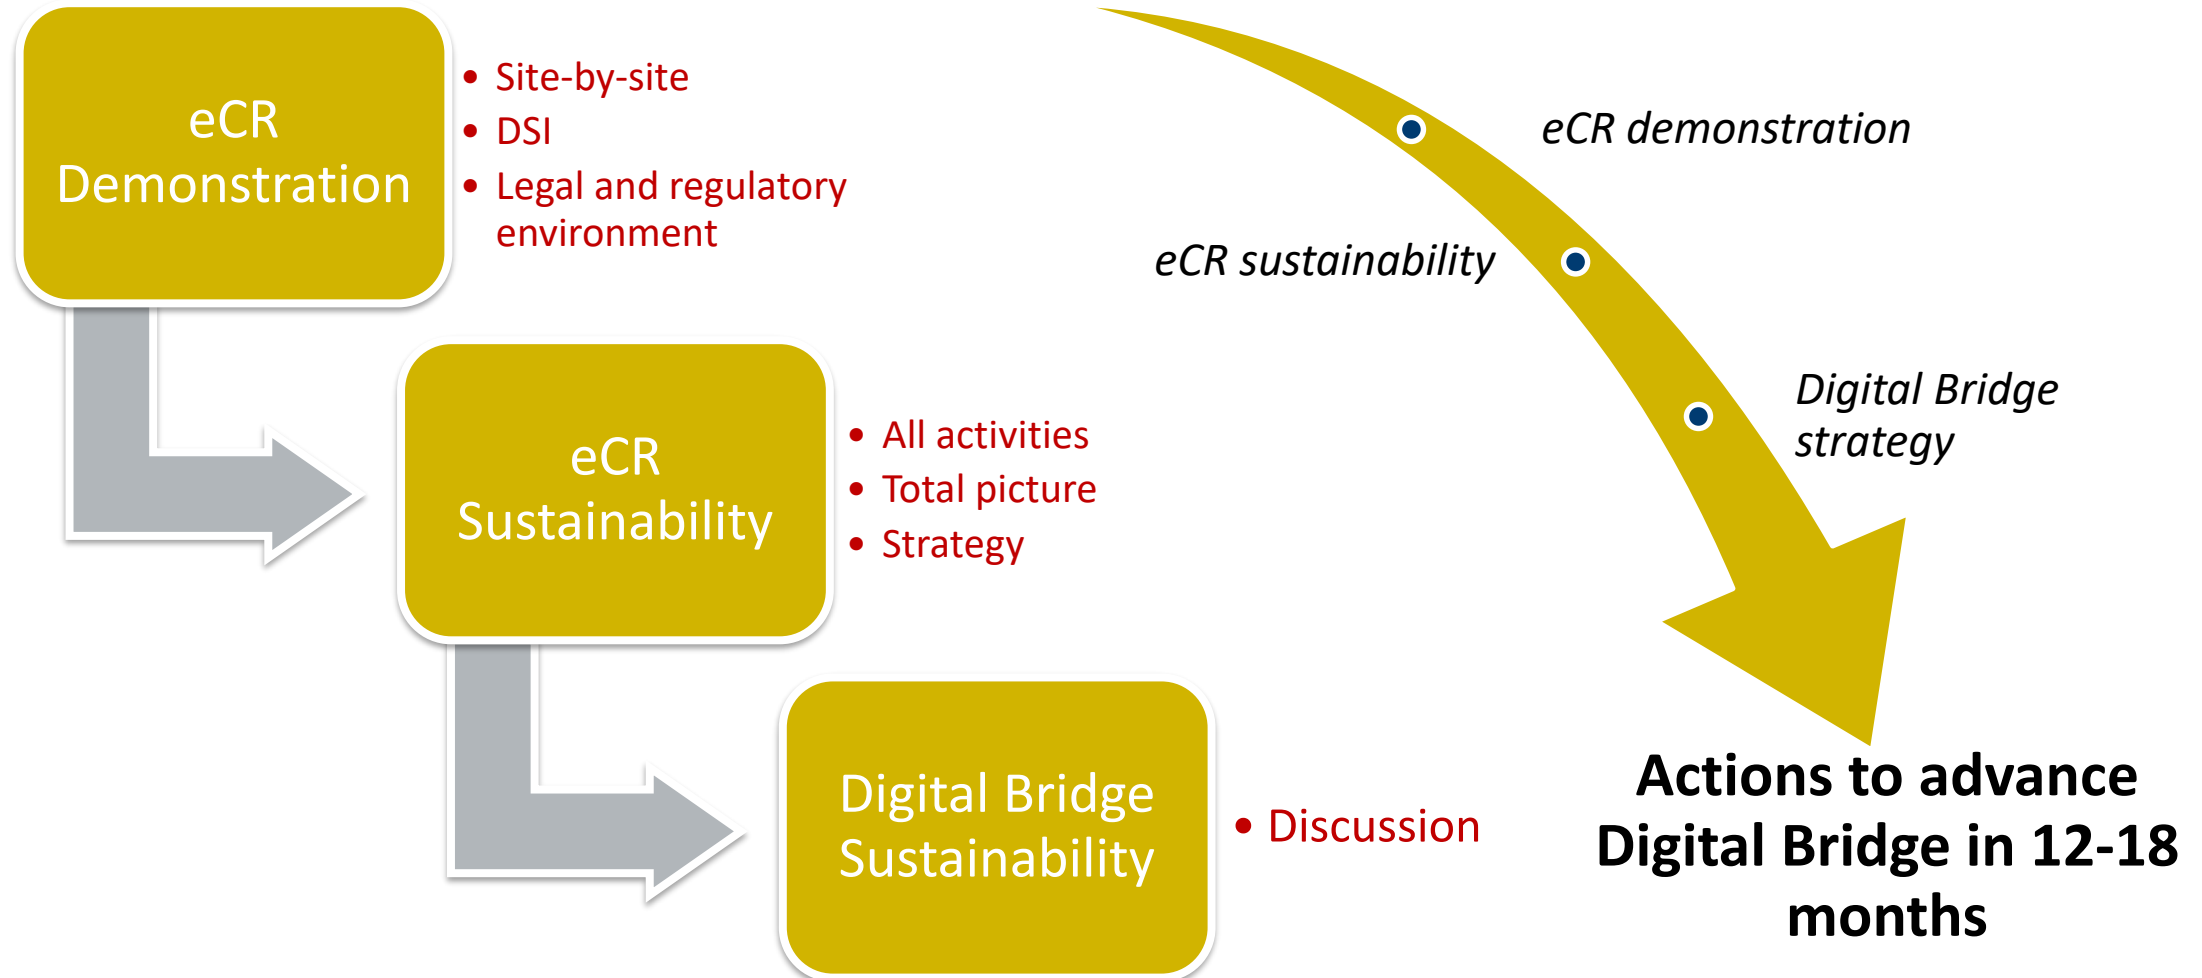 eCR
Demonstration
• Site-by-site
• DSI
• Legal and regulatory
environment
eCR
Sustainability
• All activities
• Total picture
• Strategy
Digital Bridge
Sustainability
• Discussion
eCR demonstration
eCR sustainability
Digital Bridge
strategy
Actions to advance
Digital Bridge in 12-18
months